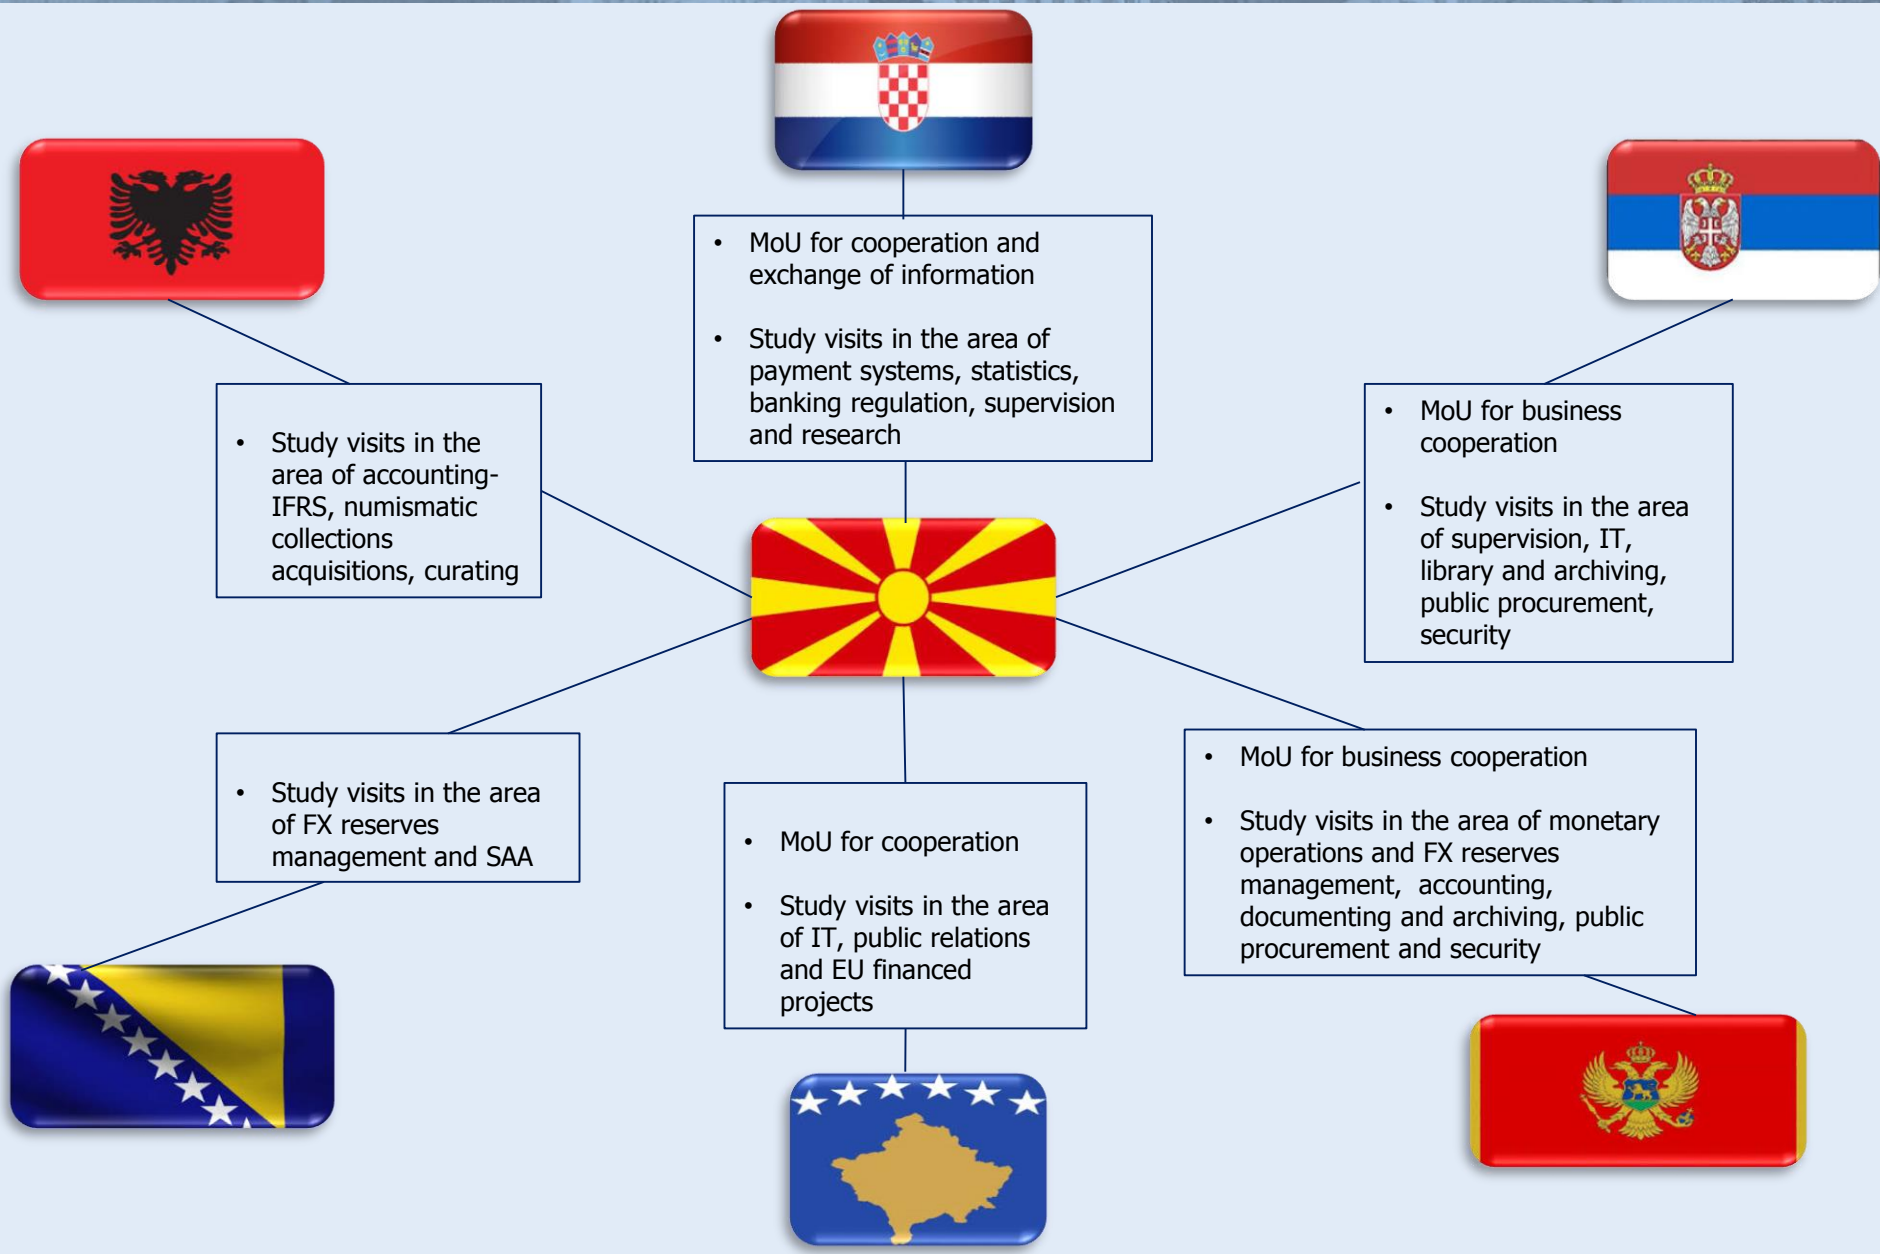 • MoU for cooperation and
exchange of information
• Study visits in the area of
payment systems, statistics,
banking regulation, supervision
and research
• Study visits in the
area of accounting-
IFRS, numismatic
collections
acquisitions, curating
• MoU for business
cooperation
• Study visits in the area
of supervision, IT,
library and archiving,
public procurement,
security
• Study visits in the area
of FX reserves
management and SAA
• MoU for cooperation
• Study visits in the area
of IT, public relations
and EU financed
projects
• MoU for business cooperation
• Study visits in the area of monetary
operations and FX reserves
management, accounting,
documenting and archiving, public
procurement and security